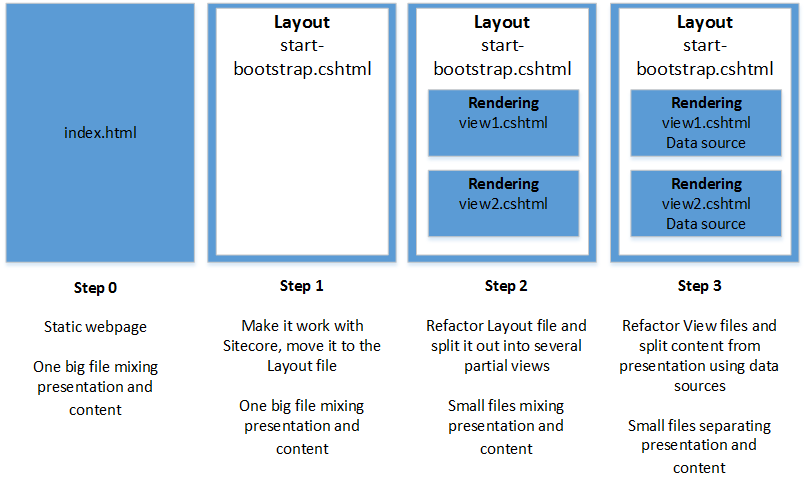 index.html
Step 0
Static webpage
One big file mixing
presentation and
content
Layout
start-
bootstrap.cshtml
Step 1
Make it work with
Sitecore, move it to the
Layout file
One big file mixing
presentation and
content
Layout
start-
bootstrap.cshtml
Rendering
view1.cshtml
Rendering
view2.cshtml
Step 2
Refactor Layout file and
split it out into several
partial views
Small files mixing
presentation and
content
Layout
start-
bootstrap.cshtml
Rendering
view1.cshtml
Data source
Rendering
view2.cshtml
Data source
Step 3
Refactor View files and
split content from
presentation using data
sources
Small files separating
presentation and
content